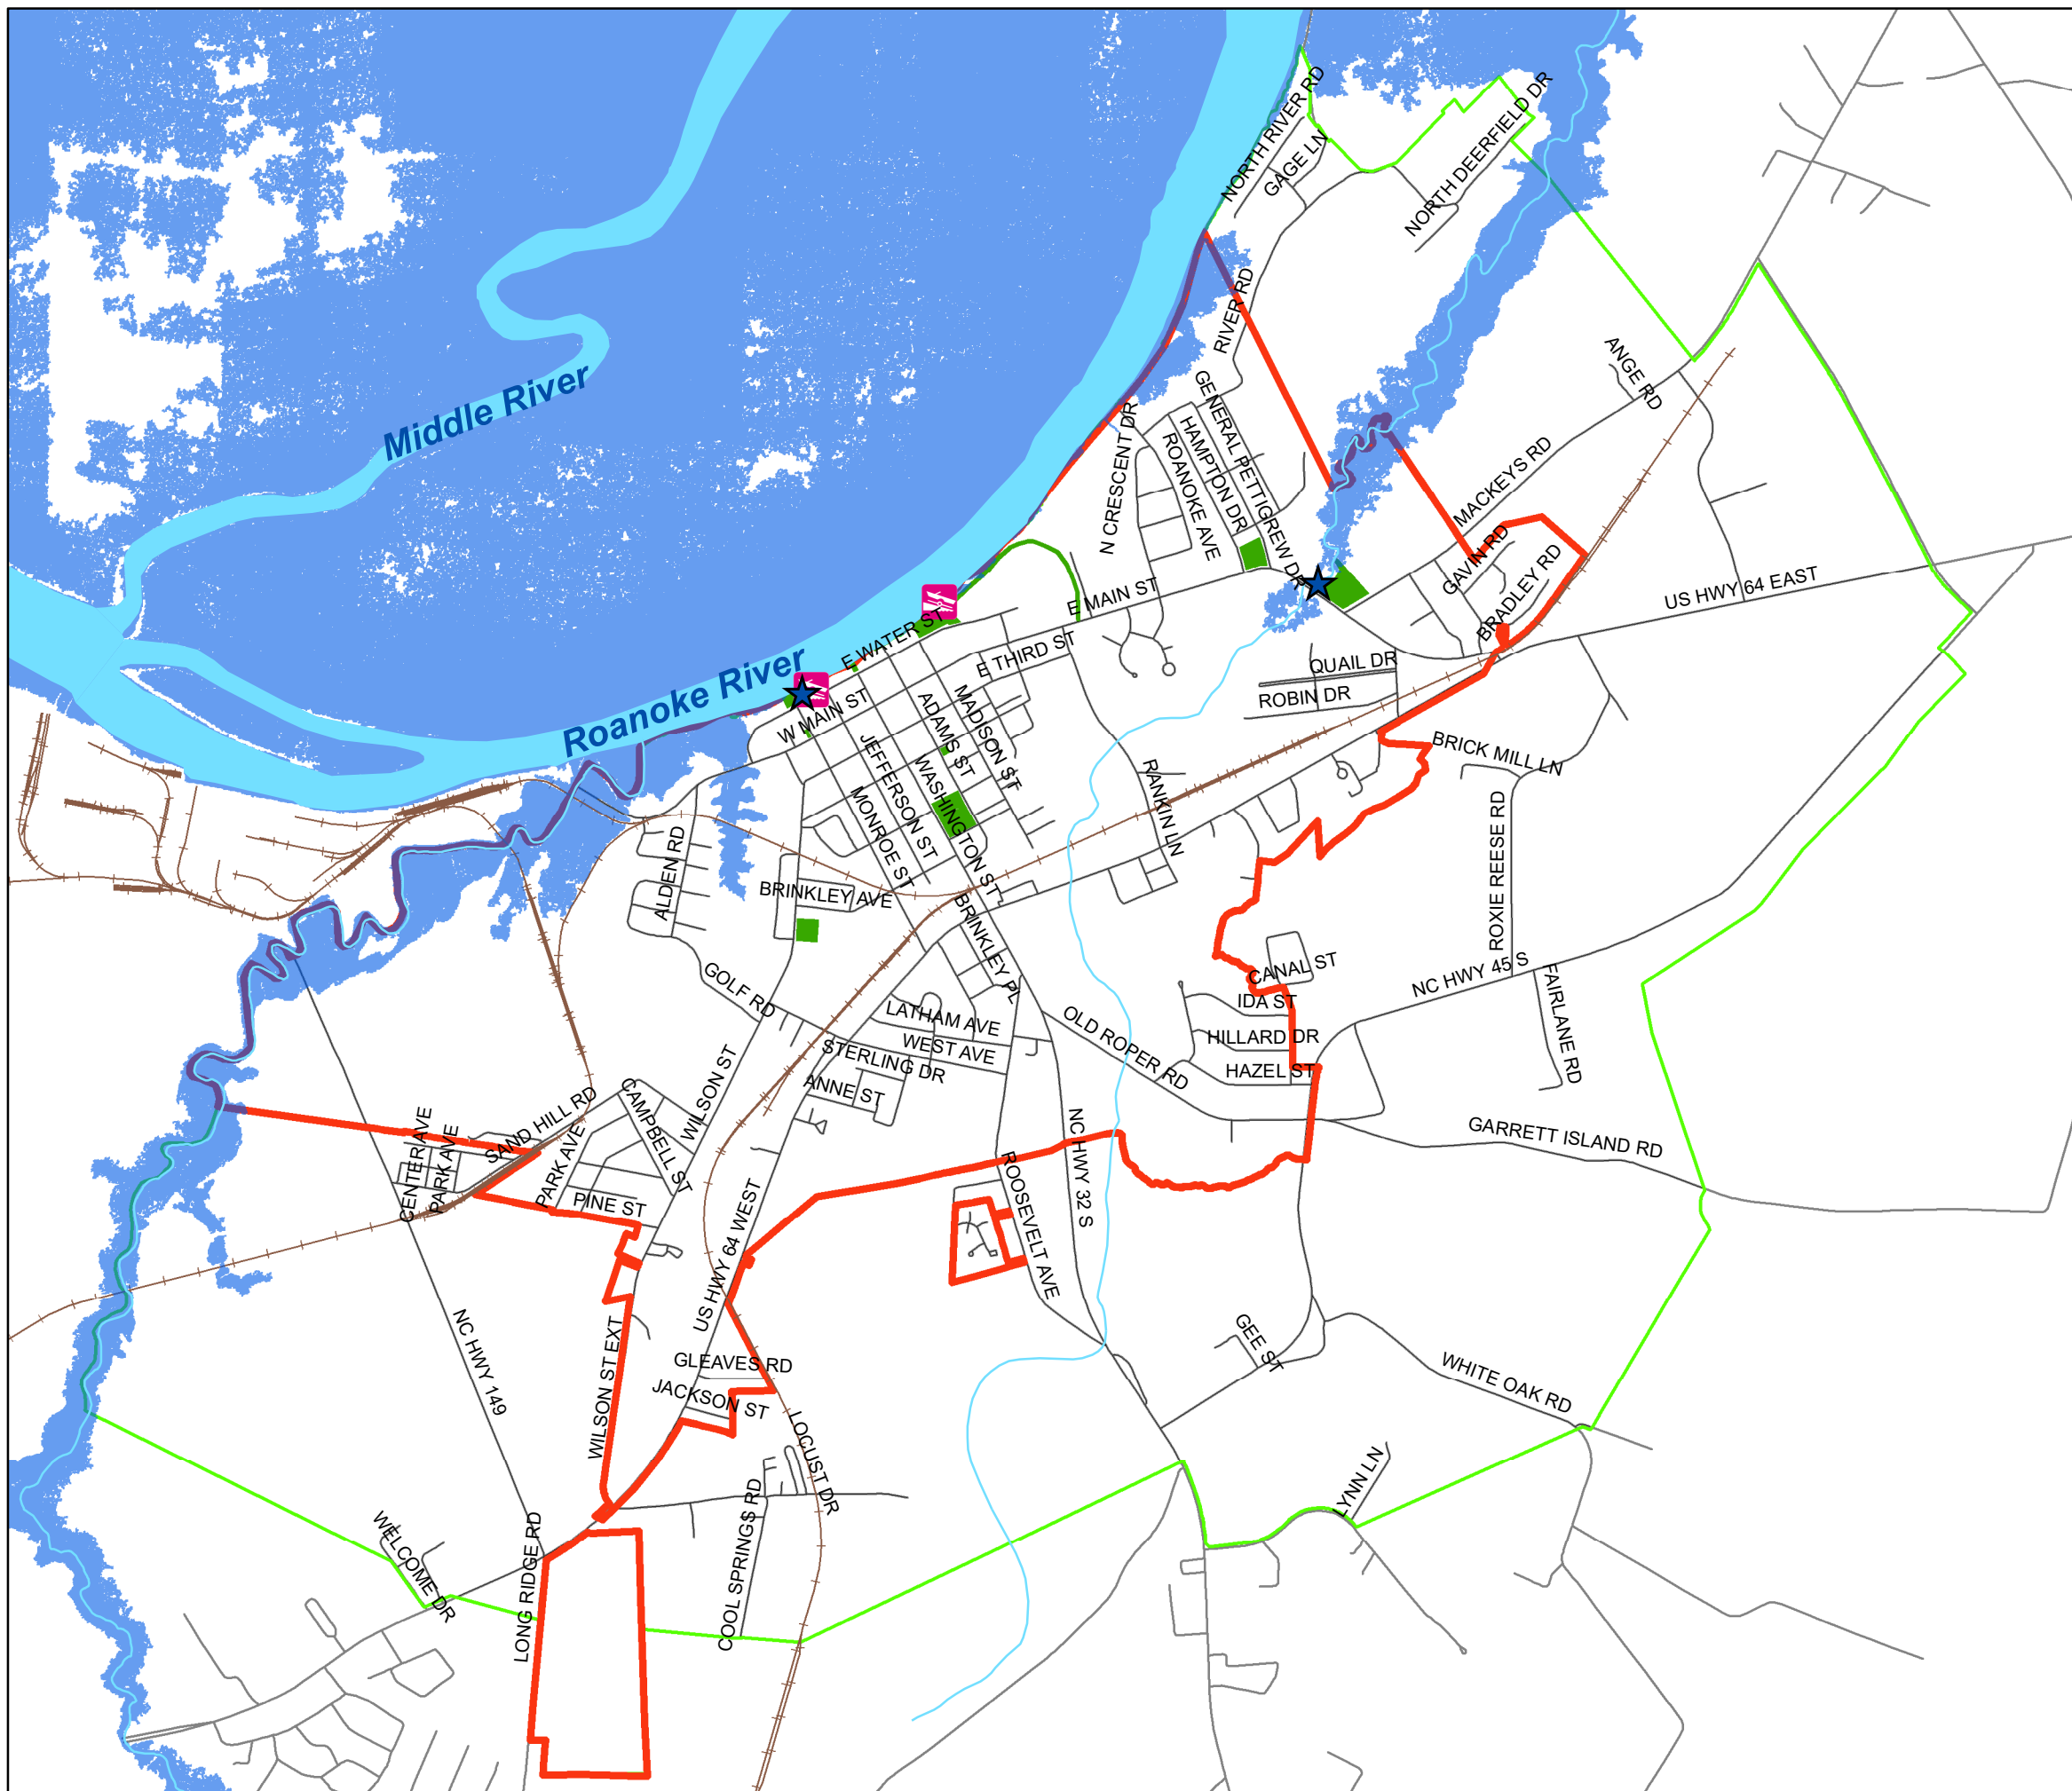 NORTH RIVER RD
GAGE LN
NORTH DEERFIELD DR
RIVER RD
ANGE RD
Middle River
GENERAL PETTIGREW DR
HAMPTON DR
ROANOKE AVE
N CRESCENT DR
MACKEYS RD
GAVIN RD
BRADLEY RD
US HWY 64 EAST
E MAIN ST
E WATER ST
E THIRD ST
Roanoke River
W MAIN ST
QUAIL DR
ROBIN DR
MADISON ST
ADAMS ST
WASHINGTON ST
JEFFERSON ST
MONROE ST
RANKIN LN
BRICK MILL LN
ROXIE REESE RD
ALDEN RD
BRINKLEY AVE
BRINKLEY PL
GOLF RD
CANAL ST
IDA ST
HILLARD DR
HAZEL ST
NC HWY 45 S
FAIRLANE RD
LATHAM AVE
WEST AVE
STERLING DR
ANNE ST
OLD ROPER RD
WILSON ST
SAND HILL RD
CAMPBELL ST
CENTER AVE
PARK AVE
PARK AVE
PINE ST
GARRETT ISLAND RD
NC HWY 32 S
ROOSEVELT AVE
US HWY 64 WEST
NC HWY 149
WILSON ST EXT
GLEAVES RD
JACKSON ST
LOCUST DR
GEE ST
WHITE OAK RD
LYNN LN
WELCOME DR
LONG RIDGE RD
COOL SPRINGS RD